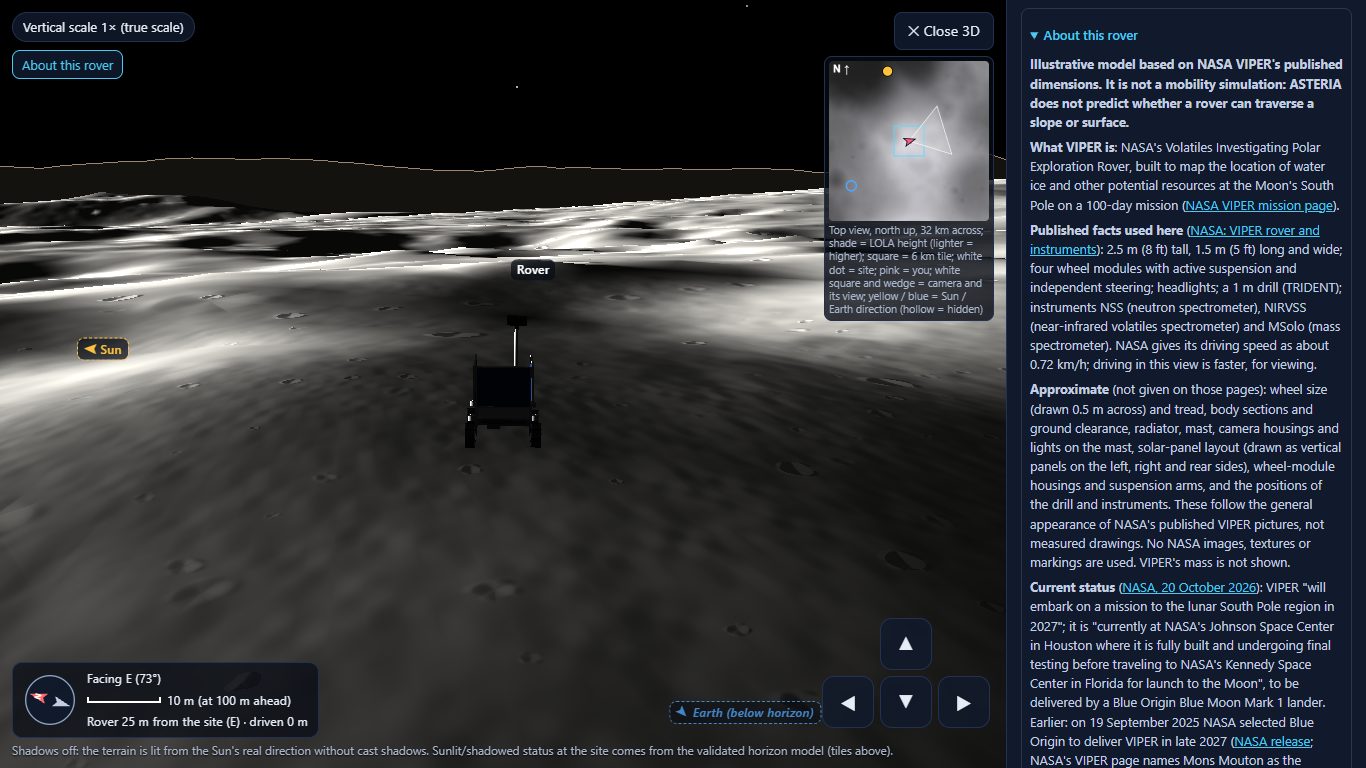 Vertical scale 1× (true scale)
About this rover
✕ Close 3D
N ↑
Top view, north up, 32 km across;
shade = LOLA height (lighter =
higher); square = 6 km tile; white
dot = site; pink = you; white
square and wedge = camera and
its view; yellow / blue = Sun /
Earth direction (hollow = hidden)
Rover
Sun
Facing E (73°)
10 m (at 100 m ahead)
Rover 25 m from the site (E) · driven 0 m
Earth (below horizon)
Shadows off: the terrain is lit from the Sun's real direction without cast shadows. Sunlit/shadowed status at the site comes from the validated horizon model (tiles above).
▼ About this rover
Illustrative model based on NASA VIPER's published
dimensions. It is not a mobility simulation: ASTERIA
does not predict whether a rover can traverse a
slope or surface.
What VIPER is: NASA's Volatiles Investigating Polar
Exploration Rover, built to map the location of water
ice and other potential resources at the Moon's South
Pole on a 100-day mission (NASA VIPER mission page).
Published facts used here (NASA: VIPER rover and
instruments): 2.5 m (8 ft) tall, 1.5 m (5 ft) long and wide;
four wheel modules with active suspension and
independent steering; headlights; a 1 m drill (TRIDENT);
instruments NSS (neutron spectrometer), NIRVSS
(near-infrared volatiles spectrometer) and MSolo (mass
spectrometer). NASA gives its driving speed as about
0.72 km/h; driving in this view is faster, for viewing.
Approximate (not given on those pages): wheel size
(drawn 0.5 m across) and tread, body sections and
ground clearance, radiator, mast, camera housings and
lights on the mast, solar-panel layout (drawn as vertical
panels on the left, right and rear sides), wheel-module
housings and suspension arms, and the positions of
the drill and instruments. These follow the general
appearance of NASA's published VIPER pictures, not
measured drawings. No NASA images, textures or
markings are used. VIPER's mass is not shown.
Current status (NASA, 20 October 2026): VIPER "will
embark on a mission to the lunar South Pole region in
2027"; it is "currently at NASA's Johnson Space Center
in Houston where it is fully built and undergoing final
testing before traveling to NASA's Kennedy Space
Center in Florida for launch to the Moon", to be
delivered by a Blue Origin Blue Moon Mark 1 lander.
Earlier: on 19 September 2025 NASA selected Blue
Origin to deliver VIPER in late 2027 (NASA release;
NASA's VIPER page names Mons Mouton as the